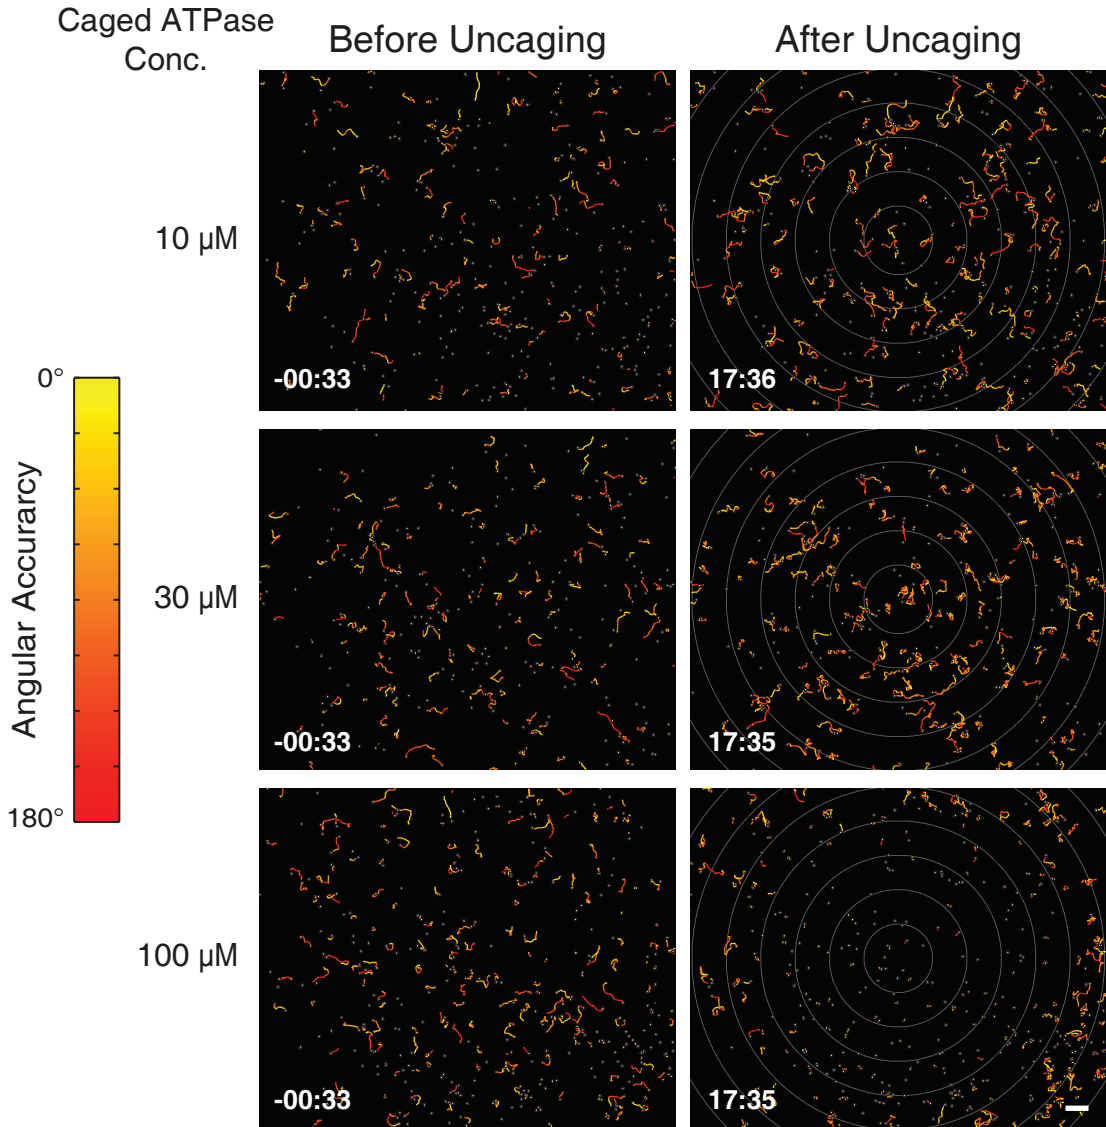 Caged ATPase
Conc.
Before Uncaging
After Uncaging
10 µM
-00:33
17:36
0°
Angular Accurarcy
180°
30 µM
-00:33
17:35
100 µM
-00:33
17:35